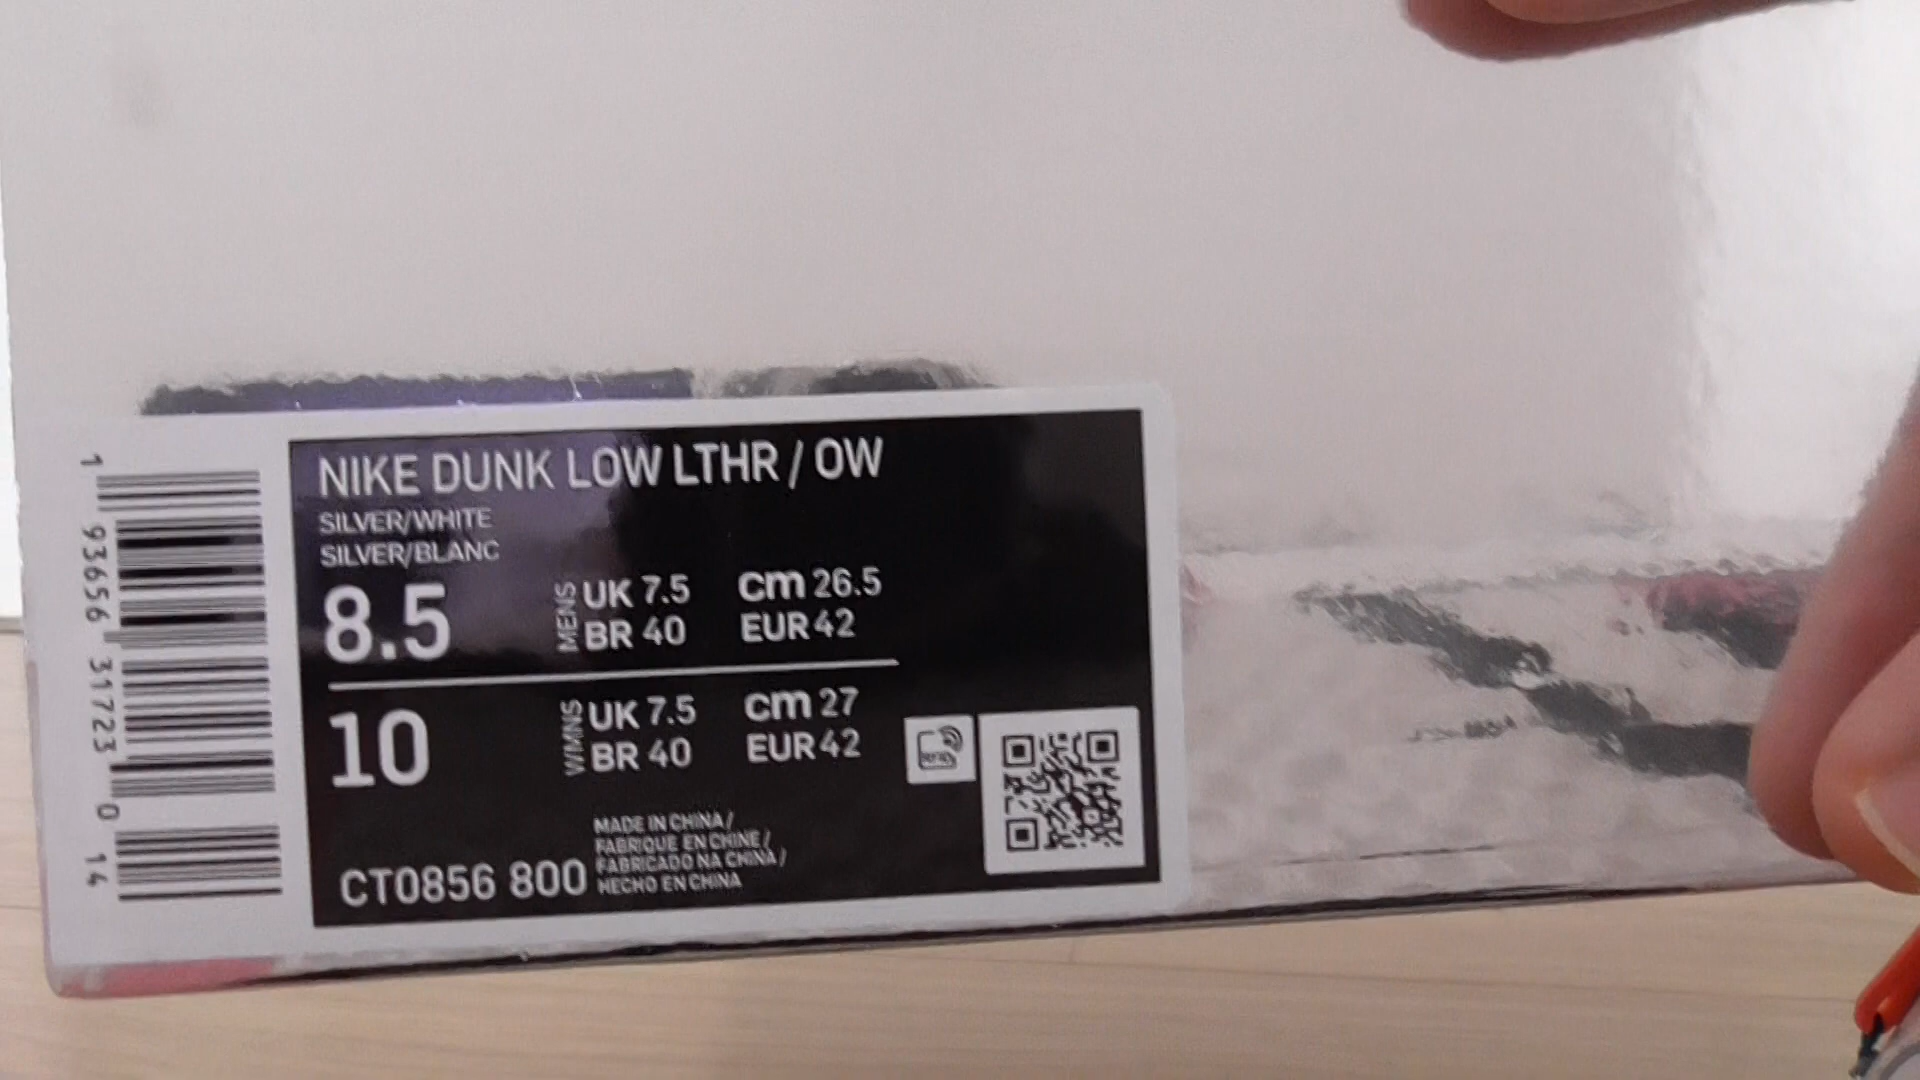 NIKE DUNK LOW LTHR / OW
SILVER/WHITE
SILVER/BLANC
8.5
MENS
UK 7.5 cm 26.5
BR 40 EUR 42
10
WMNS
UK 7.5 cm 27
BR 40 EUR 42
MADE IN CHINA /
FABRIQUE EN CHINE /
FABRICADO NA CHINA /
HECHO EN CHINA
CT0856 800
1 93656 31723 0 14